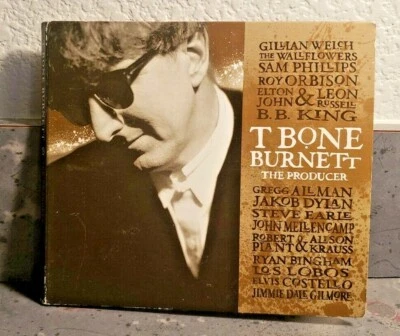 GILLIAN WELCH
THE WALLFLOWERS
SAM PHILLIPS
ROY ORBISON
ELTON & LEON
JOHN RUSSELL
B.B. KING
T BONE
BURNETT
THE PRODUCER
GREGG ALLMAN
JAKOB DYLAN
STEVE EARLE
JOHN MELLENCAMP
ROBERT & ALISON
PLANT KRAUSS
RYAN BINGHAM
LOS LOBOS
ELVIS COSTELLO
JIMMIE DALE GILMORE